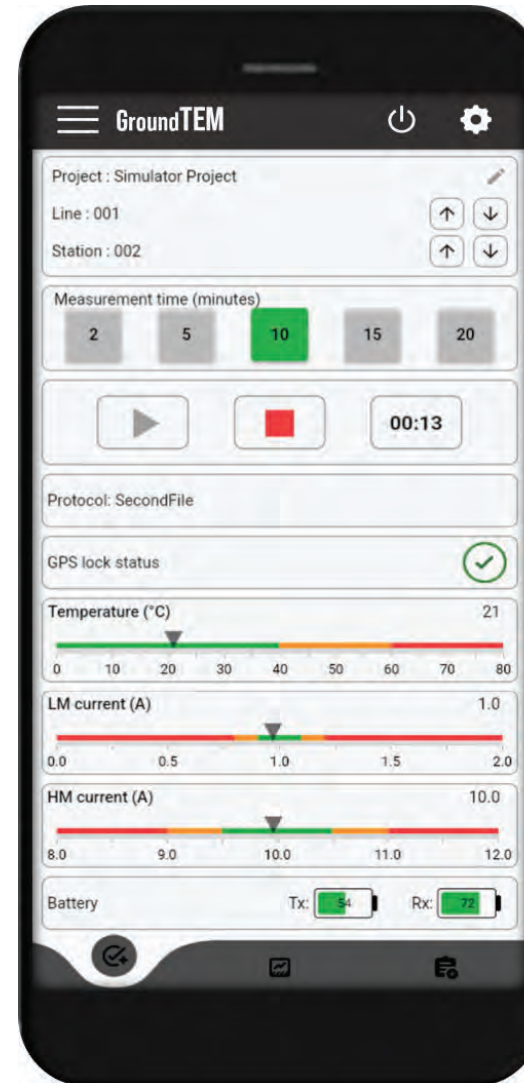 GroundTEM
Project : Simulator Project
Line : 001
Station : 002
Measurement time (minutes)
2 5 10 15 20
00:13
Protocol: SecondFile
GPS lock status
Temperature (°C) 21
0 10 20 30 40 50 60 70 80
LM current (A) 1.0
0.0 0.5 1.0 1.5 2.0
HM current (A) 10.0
8.0 9.0 10.0 11.0 12.0
Battery Tx: 54 Rx: 72